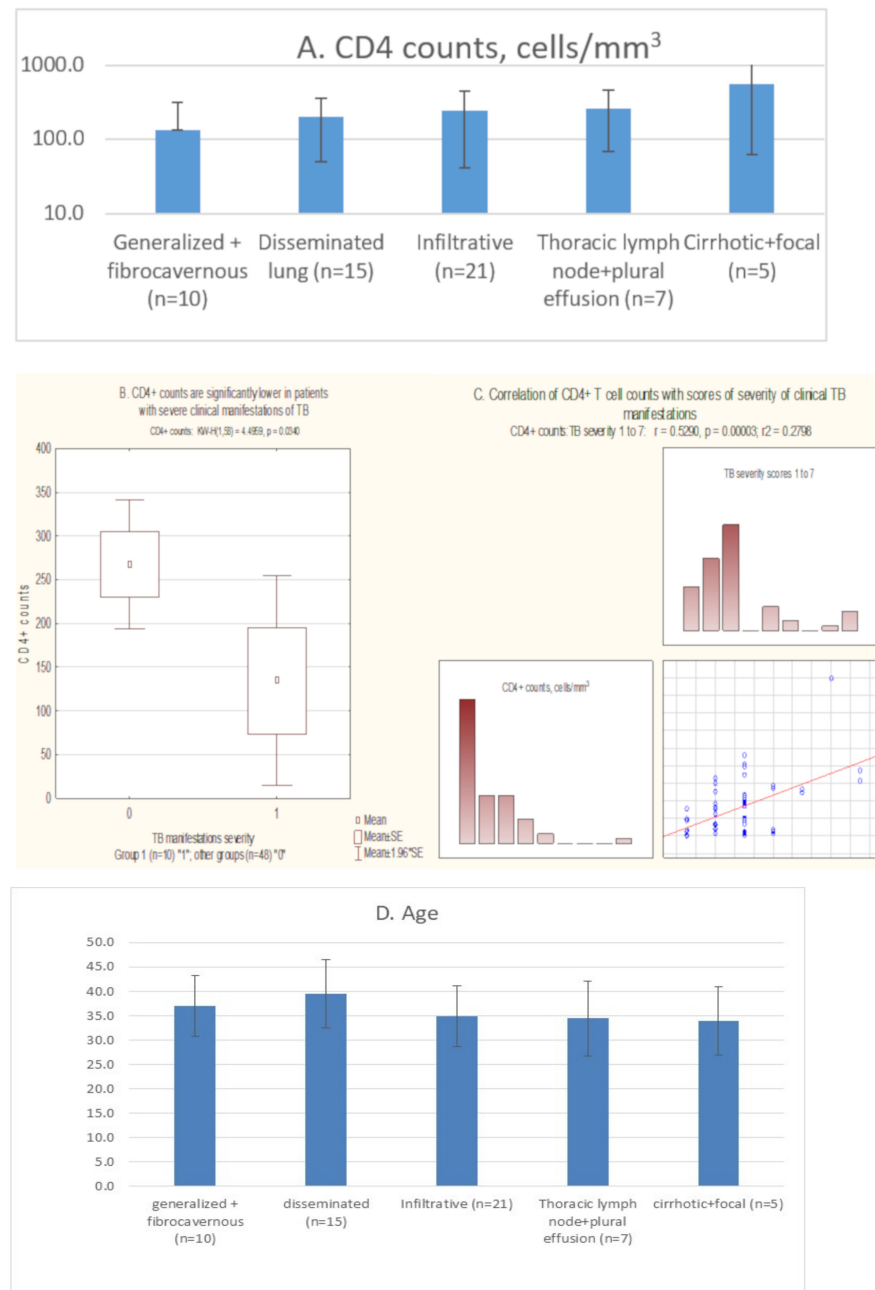 A. CD4 counts, cells/mm³
1000.0
100.0
10.0
Generalized + fibrocavernous (n=10)
Disseminated lung (n=15)
Infiltrative (n=21)
Thoracic lymph node+plural effusion (n=7)
Cirrhotic+focal (n=5)
B. CD4+ counts are significantly lower in patients
with severe clinical manifestations of TB
CD4+ counts: KW-H(1,58) = 4.4959, p = 0.0340
400
350
300
250
200
150
100
50
0
CD4+ counts
0
1
TB manifestations severity
Group 1 (n=10) "1"; other groups (n=48) "0"
Mean
Mean±SE
Mean±1.96*SE
C. Correlation of CD4+ T cell counts with scores of severity of clinical TB
manifestations
CD4+ counts:TB severity 1 to 7: r = 0.5290, p = 0.00003; r2 = 0.2798
TB severity scores 1 to 7
CD4+ counts, cells/mm³
D. Age
50.0
45.0
40.0
35.0
30.0
25.0
20.0
15.0
10.0
5.0
0.0
generalized + fibrocavernous (n=10)
disseminated (n=15)
Infiltrative (n=21)
Thoracic lymph node+plural effusion (n=7)
cirrhotic+focal (n=5)